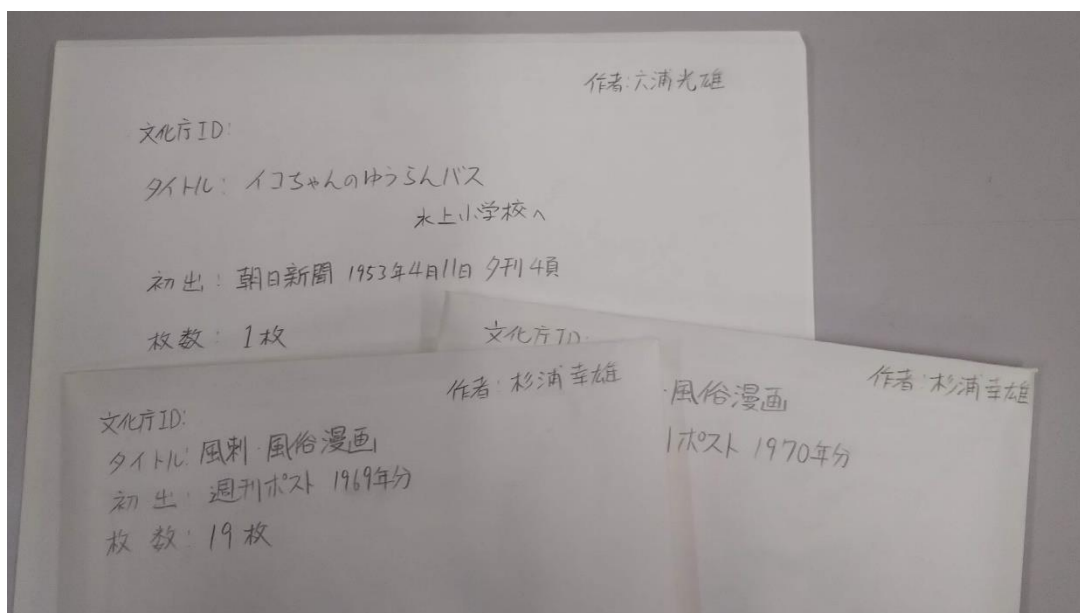 作者:六浦光雄
文化庁ID:
タイトル: イコちゃんのゆうらんバス
水上小学校へ
初出: 朝日新聞 1953年4月11日 夕刊4頁
枚数: 1枚
作者:杉浦幸雄
文化庁ID:
タイトル: 風刺・風俗漫画
初出: 週刊ポスト 1969年分
枚数: 19枚
文化庁ID:
作者:杉浦幸雄
・風俗漫画
ポスト 1970年分